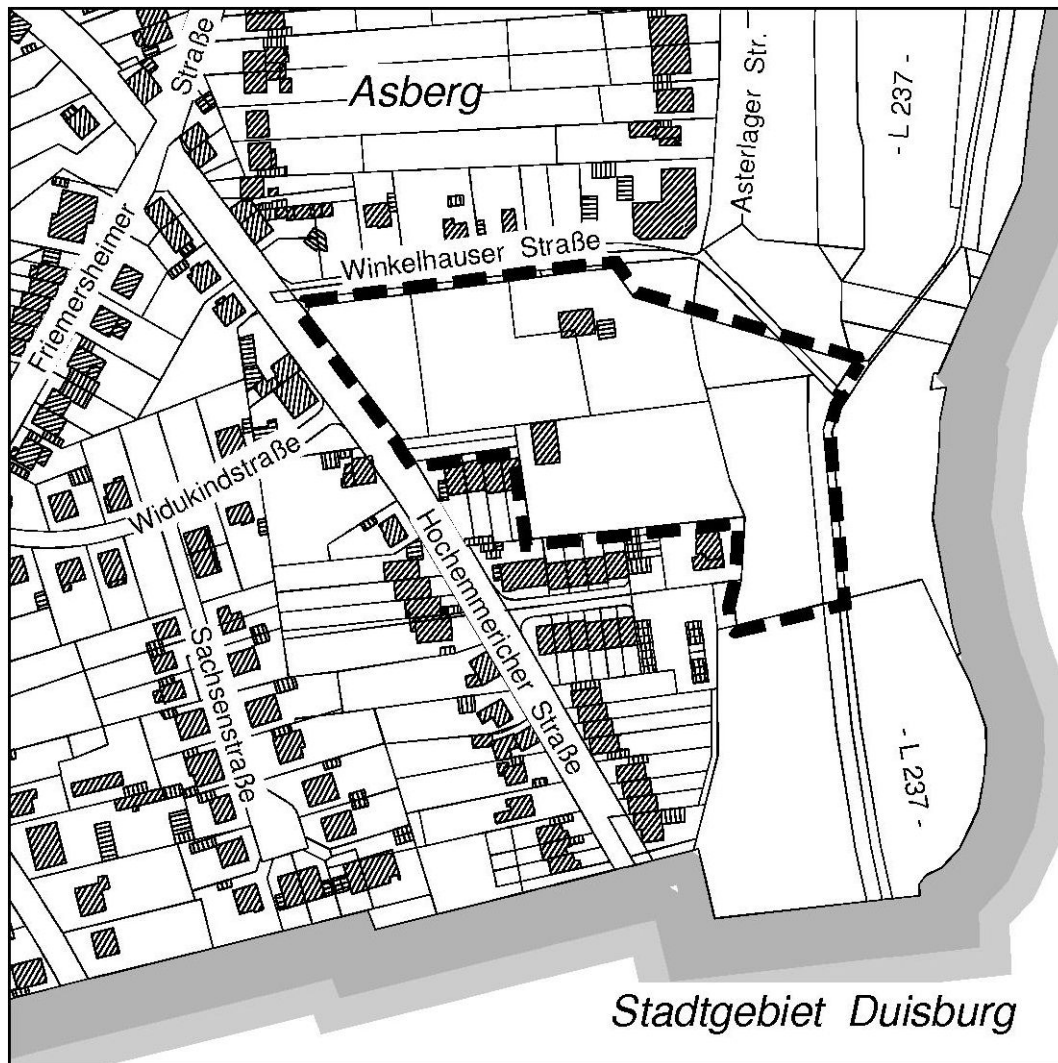 Asberg
Straße
Friemersheimer
Asterlager Str.
- L 237 -
Winkelhauser Straße
Widukindstraße
Hochemmericher Straße
Sachsenstraße
- L 237 -
Stadtgebiet Duisburg